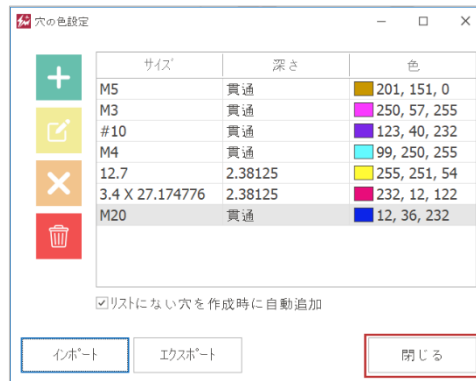 穴の色設定
サイズ 深さ 色
M5 貫通 201, 151, 0
M3 貫通 250, 57, 255
#10 貫通 123, 40, 232
M4 貫通 99, 250, 255
12.7 2.38125 255, 251, 54
3.4 X 27.174776 2.38125 232, 12, 122
M20 貫通 12, 36, 232
リストにない穴を作成時に自動追加
インポート エクスポート 閉じる